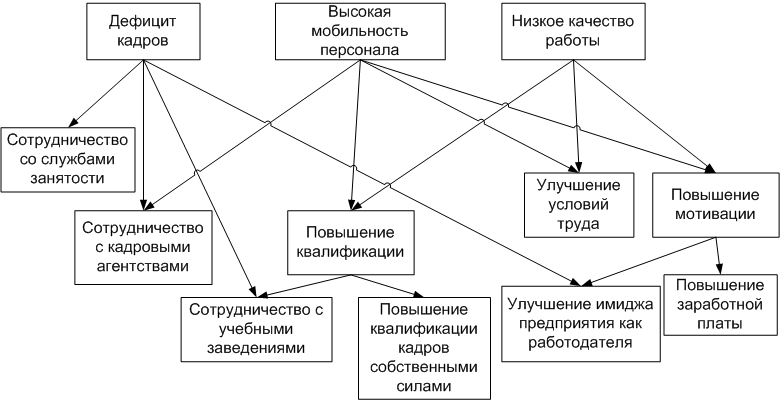 Дефицит
кадров
Высокая
мобильность
персонала
Низкое качество
работы
Сотрудничество
со службами
занятости
Улучшение
условий
труда
Повышение
мотивации
Сотрудничество
с кадровыми
агентствами
Повышение
квалификации
Сотрудничество с
учебными
заведениями
Повышение
квалификации
кадров
собственными
силами
Улучшение имиджа
предприятия как
работодателя
Повышение
заработной
платы